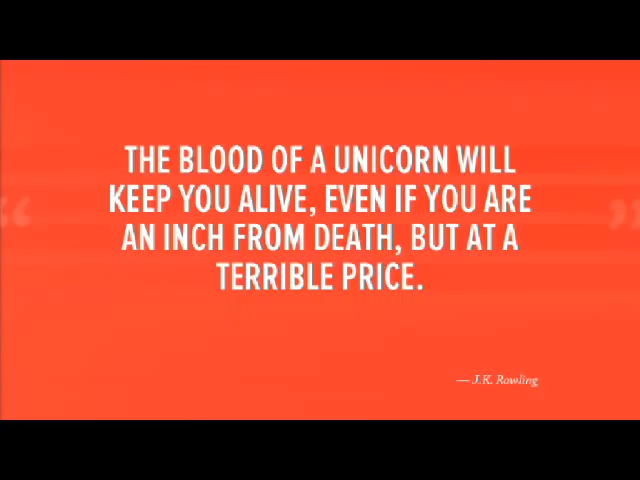 THE BLOOD OF A UNICORN WILL
KEEP YOU ALIVE, EVEN IF YOU ARE
AN INCH FROM DEATH, BUT AT A
TERRIBLE PRICE.
— J.K. Rowling